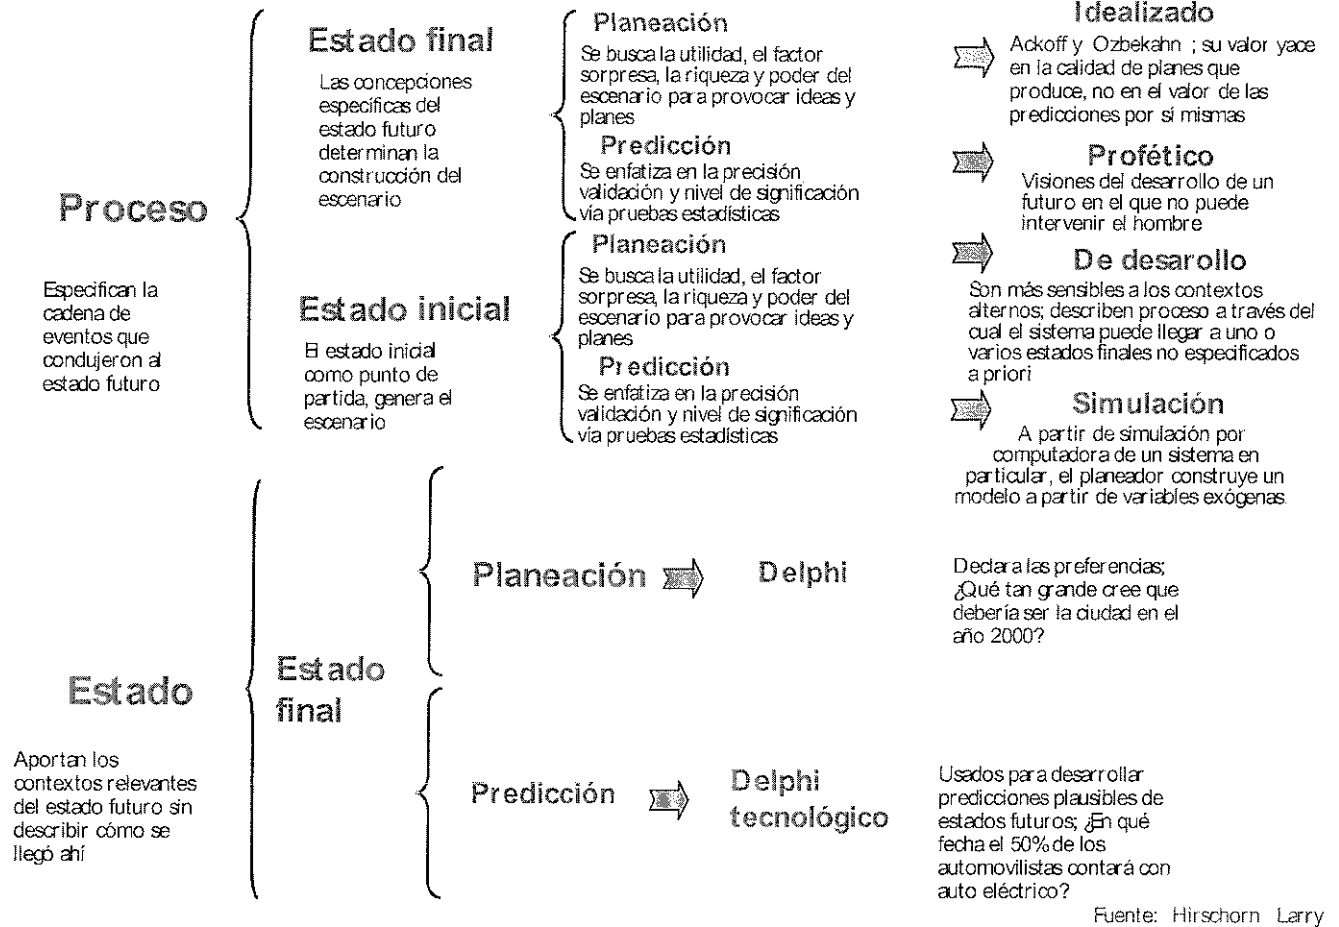 Proceso
Especifican la
cadena de
eventos que
condujeron al
estado futuro
Estado final
Las concepciones
especificas del
estado futuro
determinan la
construcción del
escenario
Planeación
Se busca la utilidad, el factor
sorpresa, la riqueza y poder del
escenario para provocar ideas y
planes
Idealizado
Ackoff y Ozbekahn ; su valor yace
en la calidad de planes que
produce, no en el valor de las
predicciones por sí mismas
Predicción
Se enfatiza en la precisión
validación y nivel de significación
vía pruebas estadísticas
Profético
Visiones del desarrollo de un
futuro en el que no puede
intervenir el hombre
Estado inicial
El estado inicial
como punto de
partida, genera el
escenario
Planeación
Se busca la utilidad, el factor
sorpresa, la riqueza y poder del
escenario para provocar ideas y
planes
De desarollo
Son más sensibles a los contextos
alternos; describen proceso a través del
cual el sistema puede llegar a uno o
varios estados finales no especificados
a priori
Predicción
Se enfatiza en la precisión
validación y nivel de significación
vía pruebas estadísticas
Simulación
A partir de simulación por
computadora de un sistema en
particular, el planeador construye un
modelo a partir de variables exógenas
Estado
Aportan los
contextos relevantes
del estado futuro sin
describir cómo se
llegó ahí
Estado
final
Planeación
Delphi
Declara las preferencias;
¿Qué tan grande cree que
debería ser la ciudad en el
año 2000?
Predicción
Delphi
tecnológico
Usados para desarrollar
predicciones plausibles de
estados futuros; ¿En qué
fecha el 50% de los
automovilistas contará con
auto eléctrico?
Fuente: Hirschorn Larry